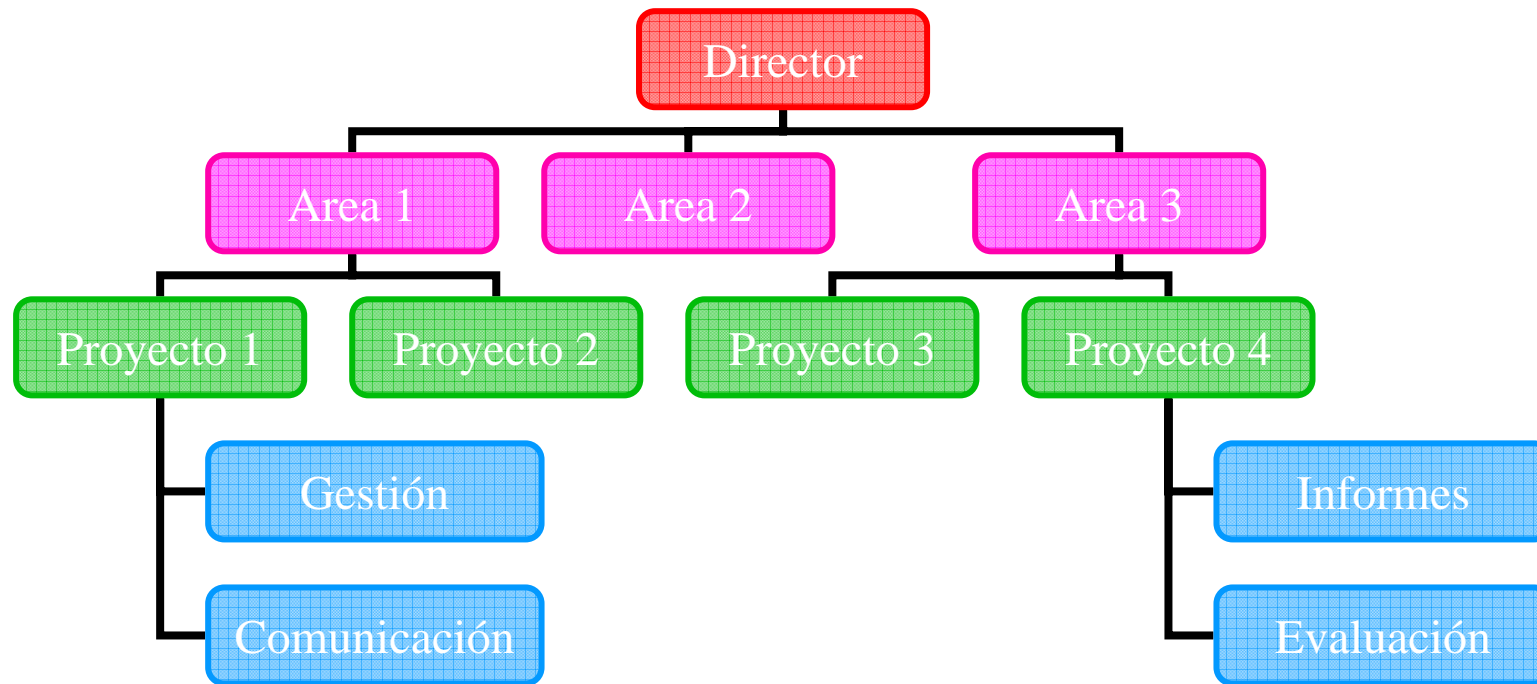 Director
Area 1
Area 2
Area 3
Proyecto 1
Proyecto 2
Proyecto 3
Proyecto 4
Gestión
Informes
Comunicación
Evaluación